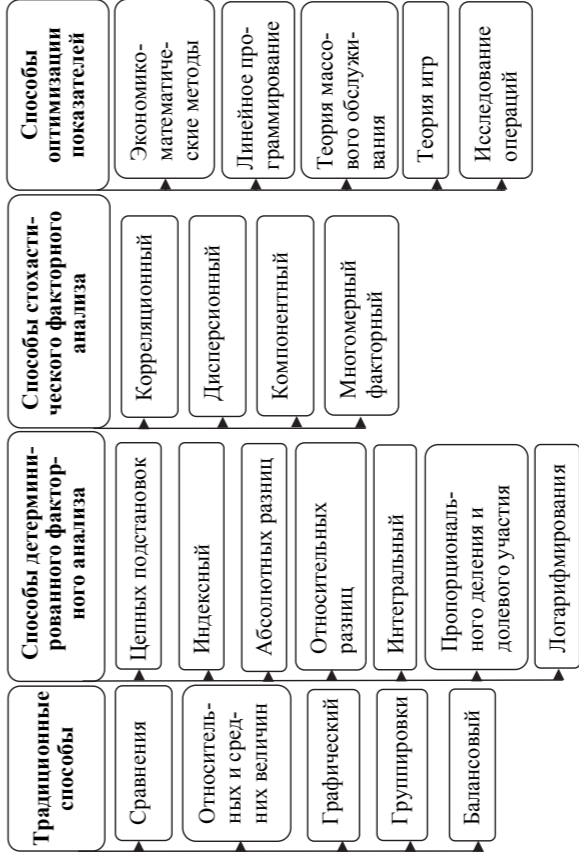 Традиционные
способы
Сравнения
Относитель-
ных и сред-
них величин
Графический
Группировки
Балансовый
Способы детермини-
рованного фактор-
ного анализа
Цепных подстановок
Индексный
Абсолютных разниц
Относительных
разниц
Интегральный
Пропорциональ-
ного деления и
долевого участия
Логарифмирования
Способы стохасти-
ческого факторного
анализа
Корреляционный
Дисперсионный
Компонентный
Многомерный
факторный
Способы
оптимизации
показателей
Экономико-
математиче-
ские методы
Линейное про-
граммирование
Теория массо-
вого обслужи-
вания
Теория игр
Исследование
операций